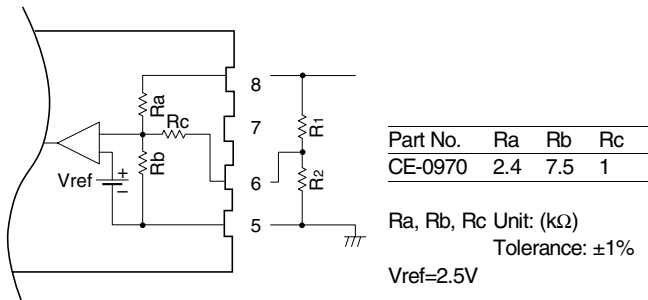 8
Ra
R1
Rc
7
Rb
Vref
+
−
6
R2
5
Part No. Ra Rb Rc
CE-0970 2.4 7.5 1
Ra, Rb, Rc Unit: (kΩ)
Tolerance: ±1%
Vref=2.5V